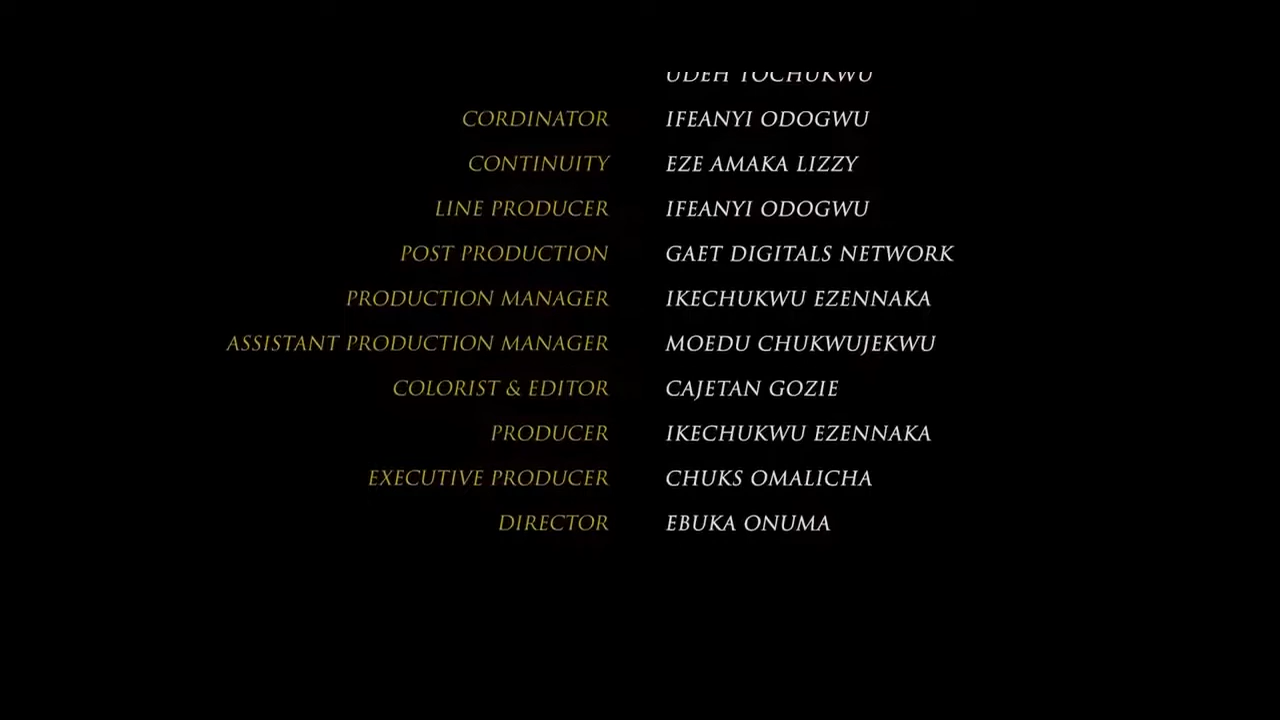 UDEH TOCHUKWU
CORDINATOR IFEANYI ODOGWU
CONTINUITY EZE AMAKA LIZZY
LINE PRODUCER IFEANYI ODOGWU
POST PRODUCTION GAET DIGITALS NETWORK
PRODUCTION MANAGER IKECHUKWU EZENNAKA
ASSISTANT PRODUCTION MANAGER MOEDU CHUKWUJEKWU
COLORIST & EDITOR CAJETAN GOZIE
PRODUCER IKECHUKWU EZENNAKA
EXECUTIVE PRODUCER CHUKS OMALICHA
DIRECTOR EBUKA ONUMA